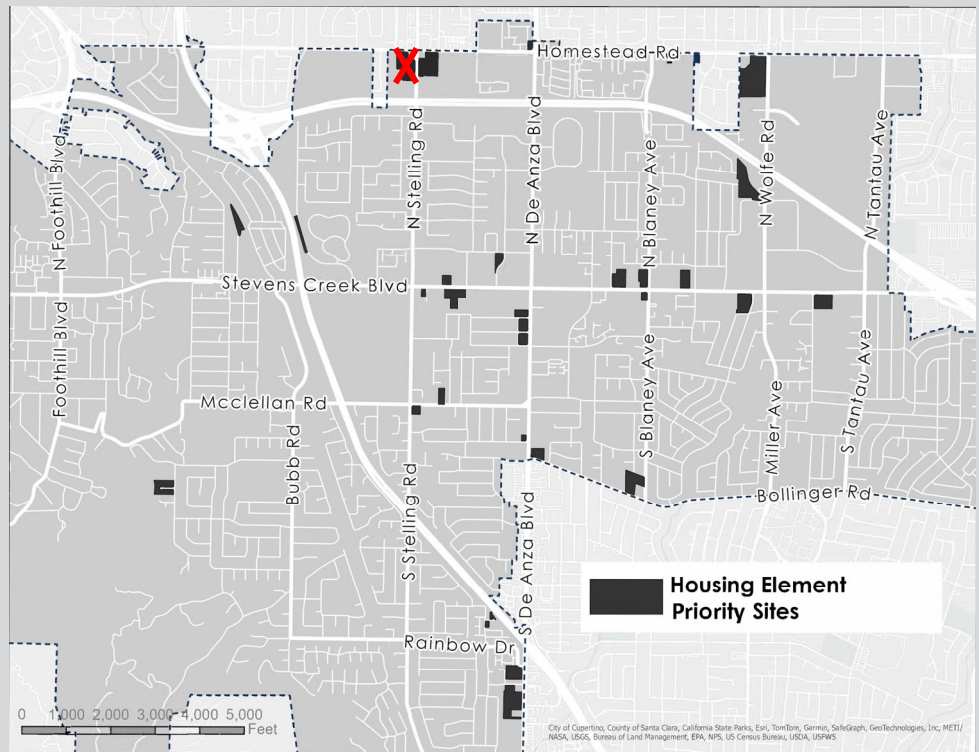 Homestead Rd
N Foothill Blvd
N Stelling Rd
N De Anza Blvd
N Blaney Ave
N Wolfe Rd
N Tantau Ave
Stevens Creek Blvd
Foothill Blvd
Mcclellan Rd
Bubb Rd
S Stelling Rd
S De Anza Blvd
S Blaney Ave
Miller Ave
S Tantau Ave
Bollinger Rd
Rainbow Dr
Housing Element
Priority Sites
0 1,000 2,000 3,000 4,000 5,000
Feet
City of Cupertino, County of Santa Clara, California State Parks, Esri, TomTom, Garmin, SafeGraph, GeoTechnologies, Inc, METI/
NASA, USGS, Bureau of Land Management, EPA, NPS, US Census Bureau, USDA, USFWS